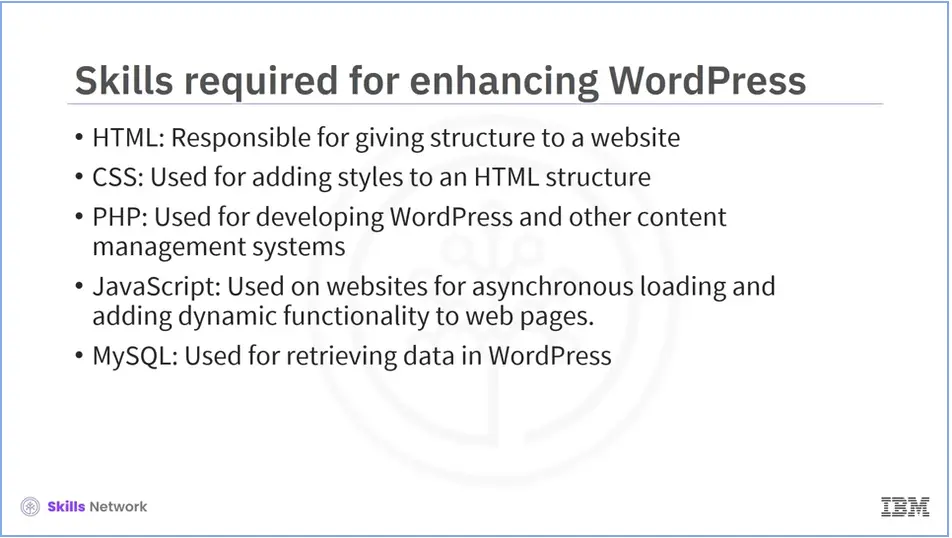 Skills required for enhancing WordPress
• HTML: Responsible for giving structure to a website
• CSS: Used for adding styles to an HTML structure
• PHP: Used for developing WordPress and other content
management systems
• JavaScript: Used on websites for asynchronous loading and
adding dynamic functionality to web pages.
• MySQL: Used for retrieving data in WordPress
Skills Network
IBM